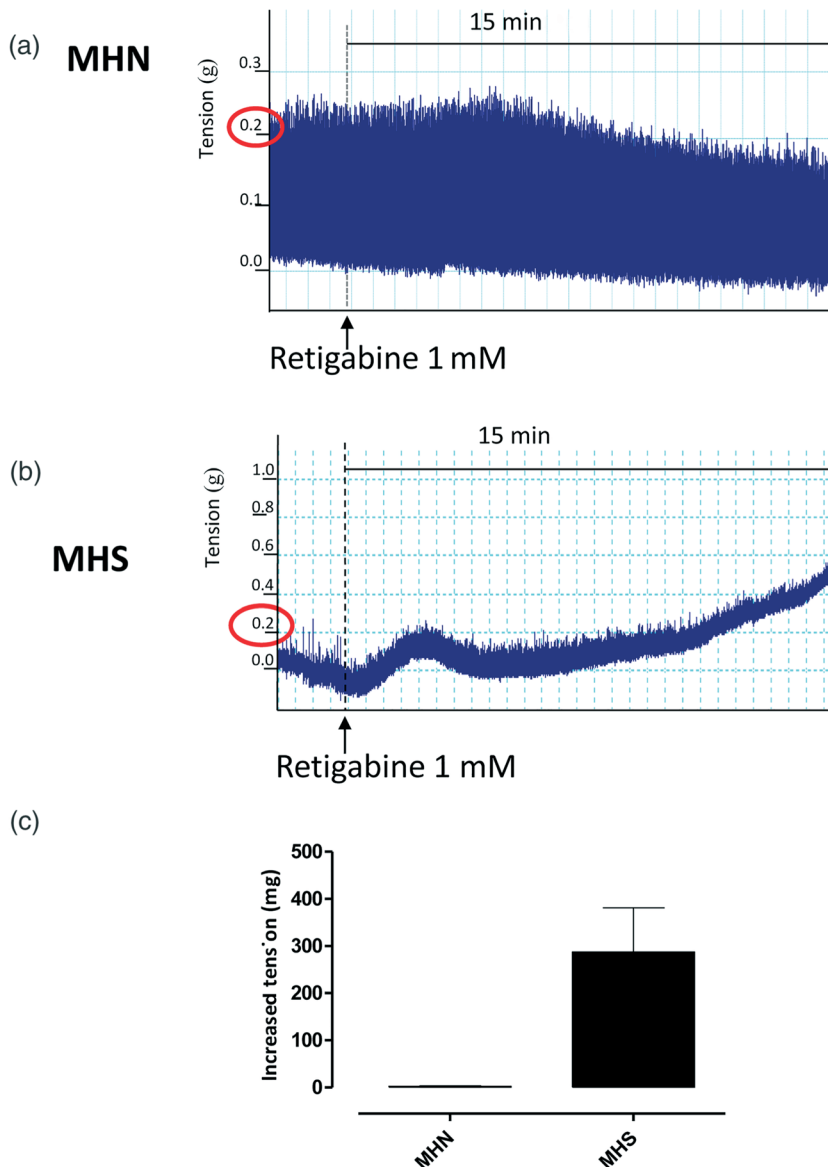 (a)
MHN
15 min
Tension (g)
0.3
0.2
0.1
0.0
Retigabine 1 mM
(b)
MHS
15 min
Tension (g)
1.0
0.8
0.6
0.4
0.2
0.0
Retigabine 1 mM
(c)
Increased tens on (mg)
500
400
300
200
100
0
MHN
MHS